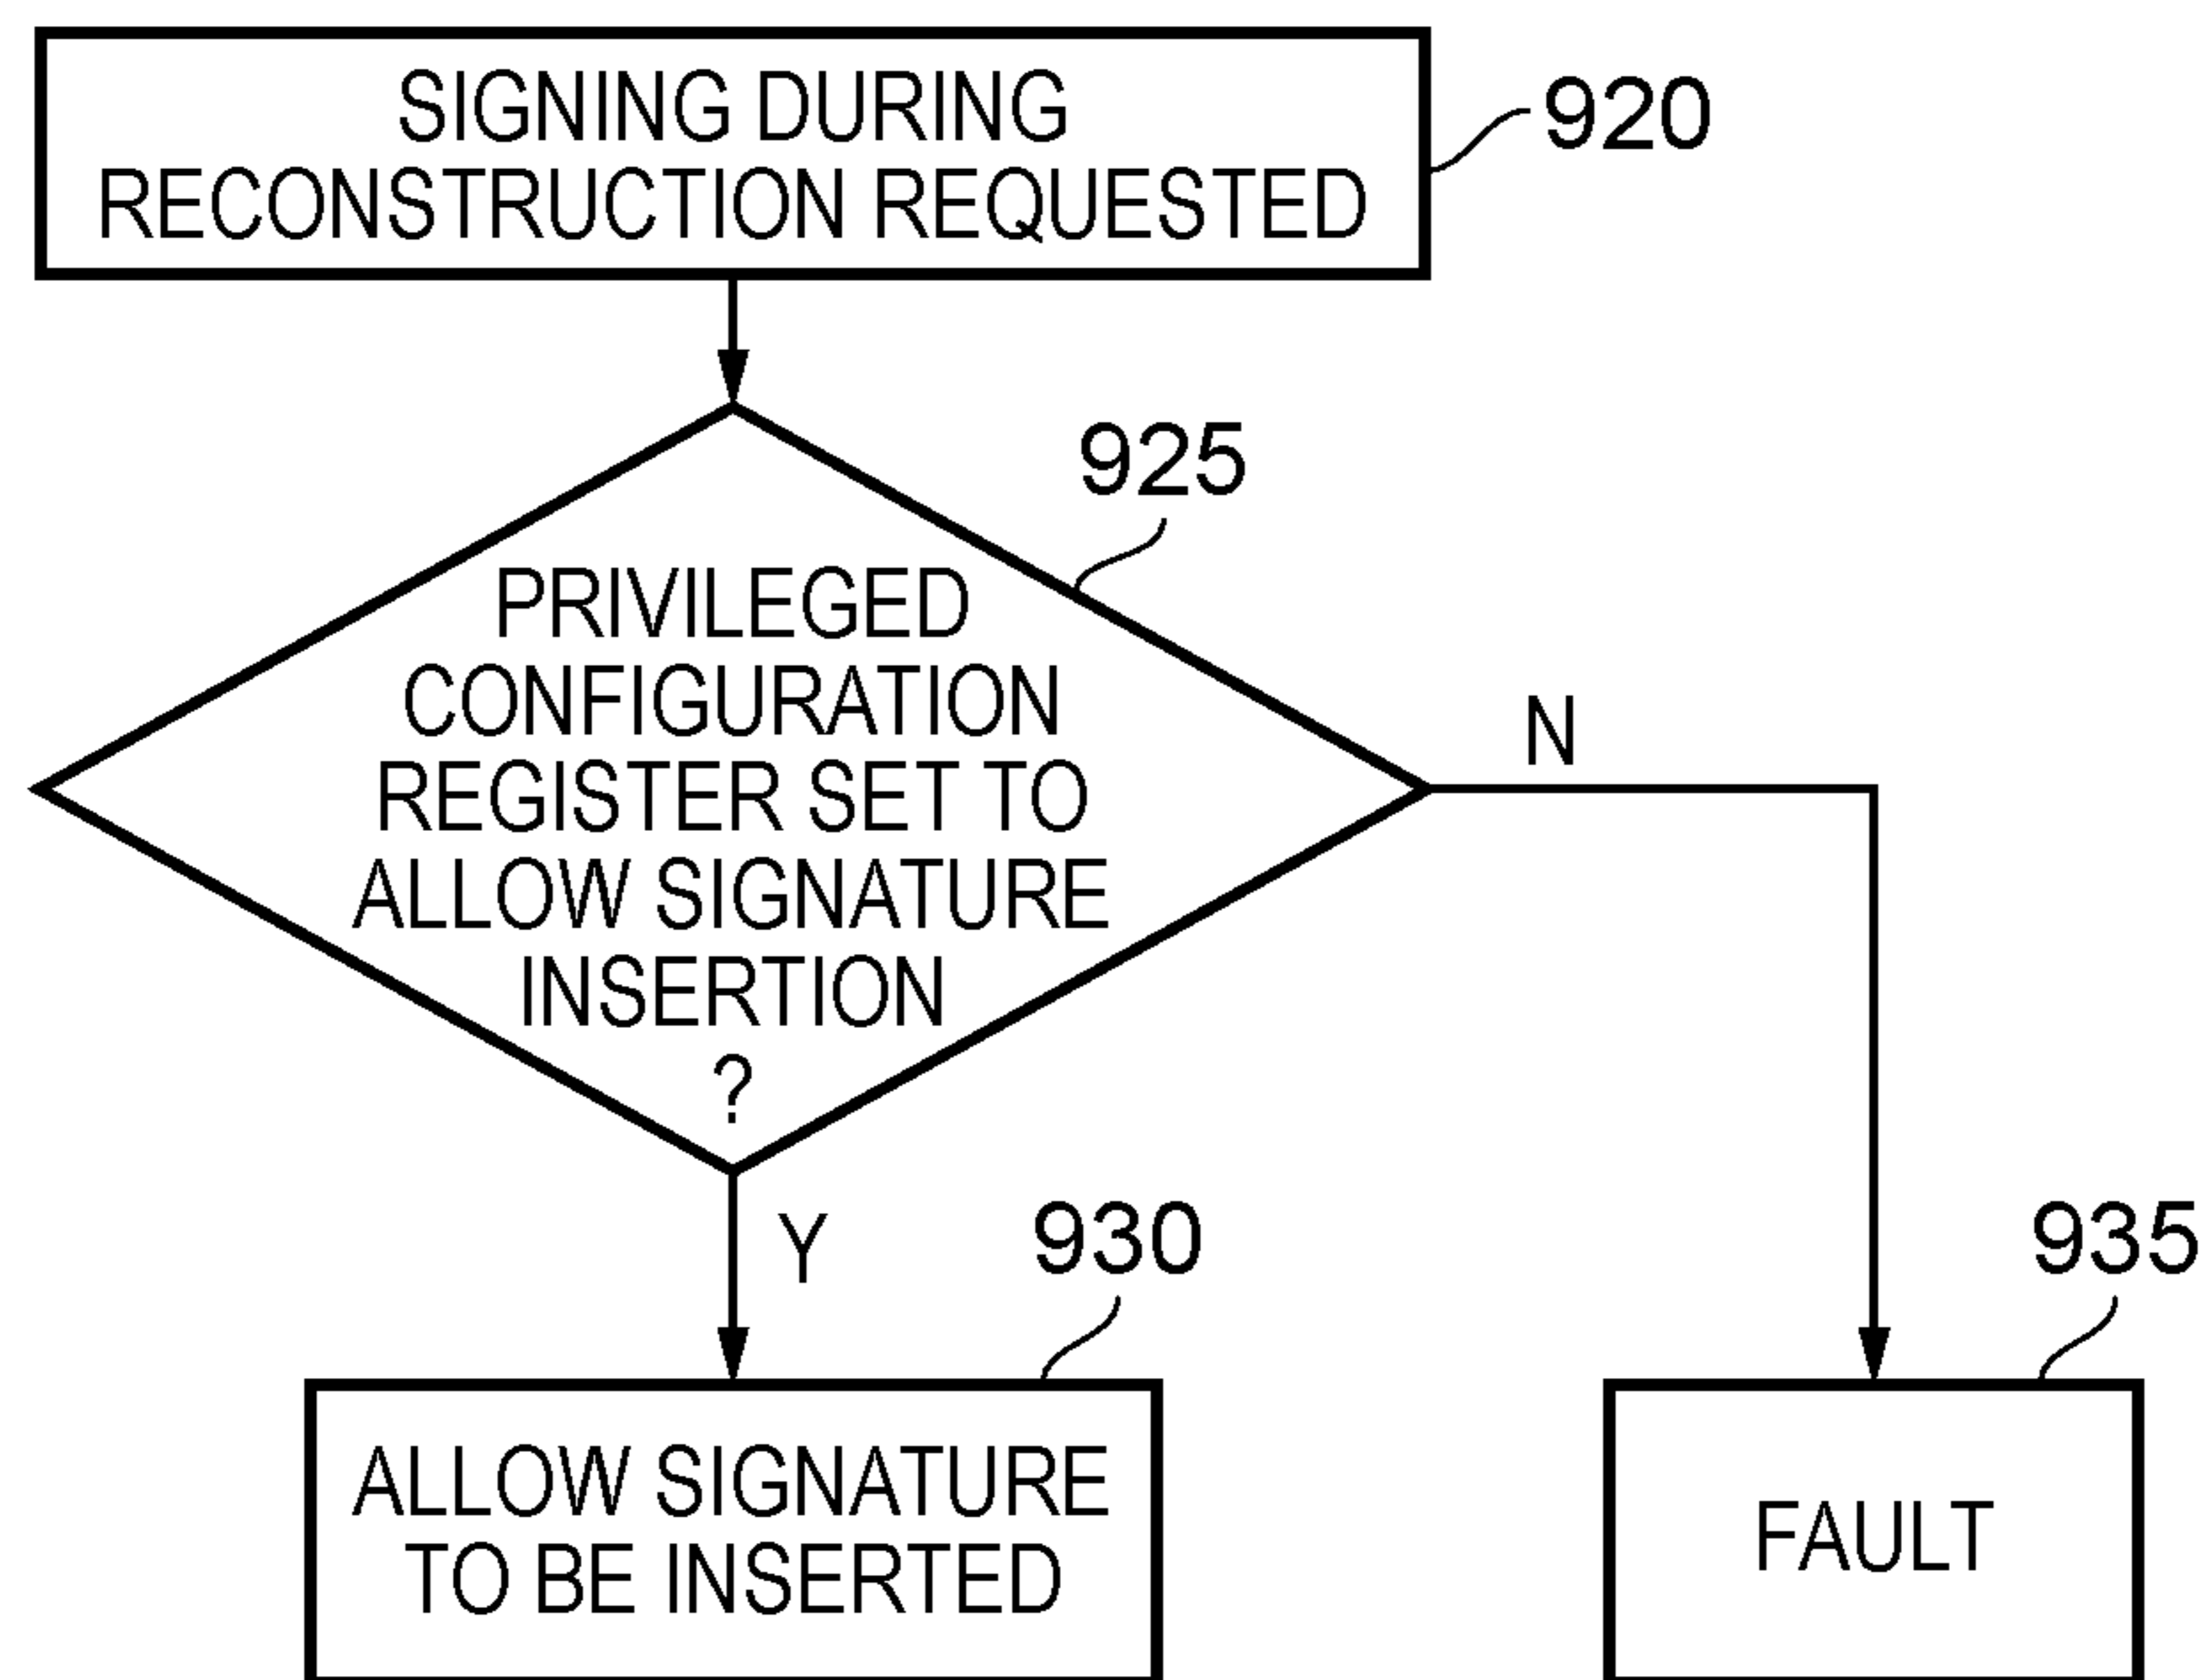 SIGNING DURING
RECONSTRUCTION REQUESTED
920
925
PRIVILEGED
CONFIGURATION
REGISTER SET TO
ALLOW SIGNATURE
INSERTION
?
N
Y
930
935
ALLOW SIGNATURE
TO BE INSERTED
FAULT